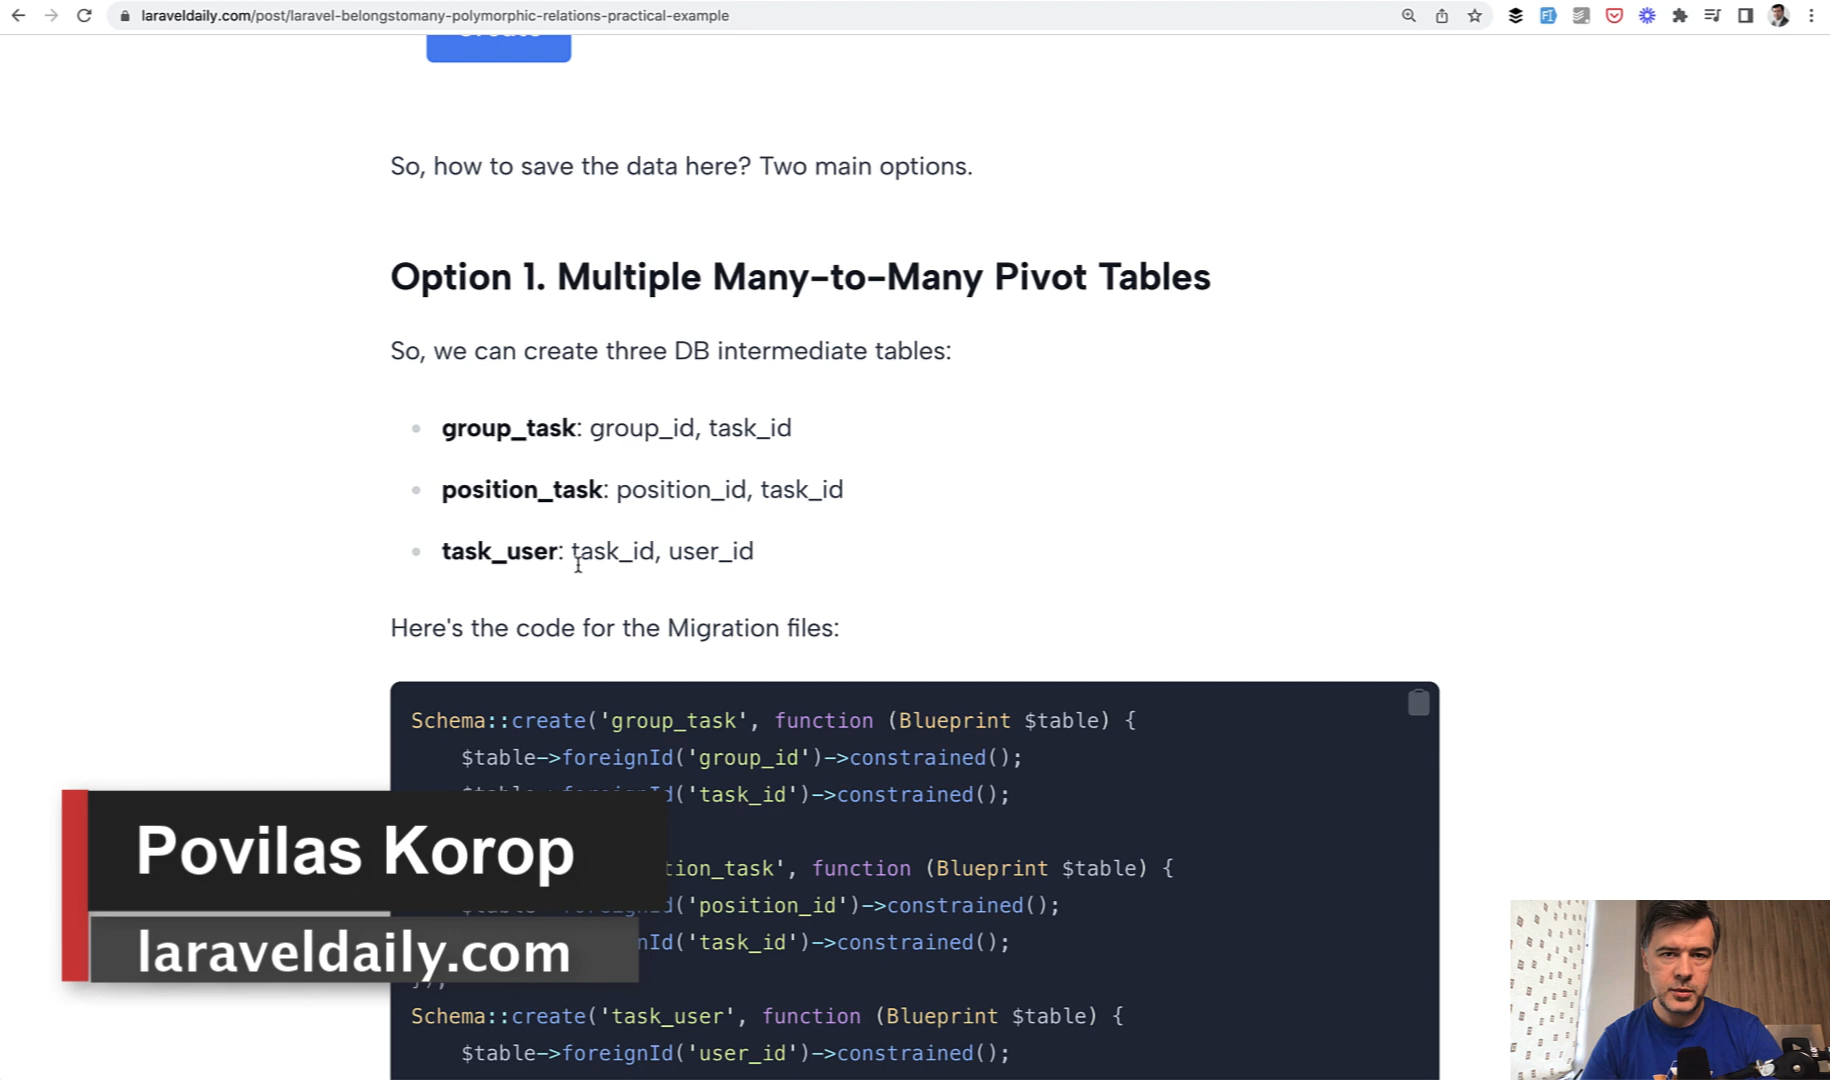 laraveldaily.com/post/laravel-belongstomany-polymorphic-relations-practical-example
So, how to save the data here? Two main options.
Option 1. Multiple Many-to-Many Pivot Tables
So, we can create three DB intermediate tables:
group_task: group_id, task_id
position_task: position_id, task_id
task_user: task_id, user_id
Here's the code for the Migration files:
Schema::create('group_task', function (Blueprint $table) {
$table->foreignId('group_id')->constrained();
('task_id')->constrained();
tion_task', function (Blueprint $table) {
('position_id')->constrained();
nId('task_id')->constrained();
Schema::create('task_user', function (Blueprint $table) {
$table->foreignId('user_id')->constrained();
Povilas Korop
laraveldaily.com